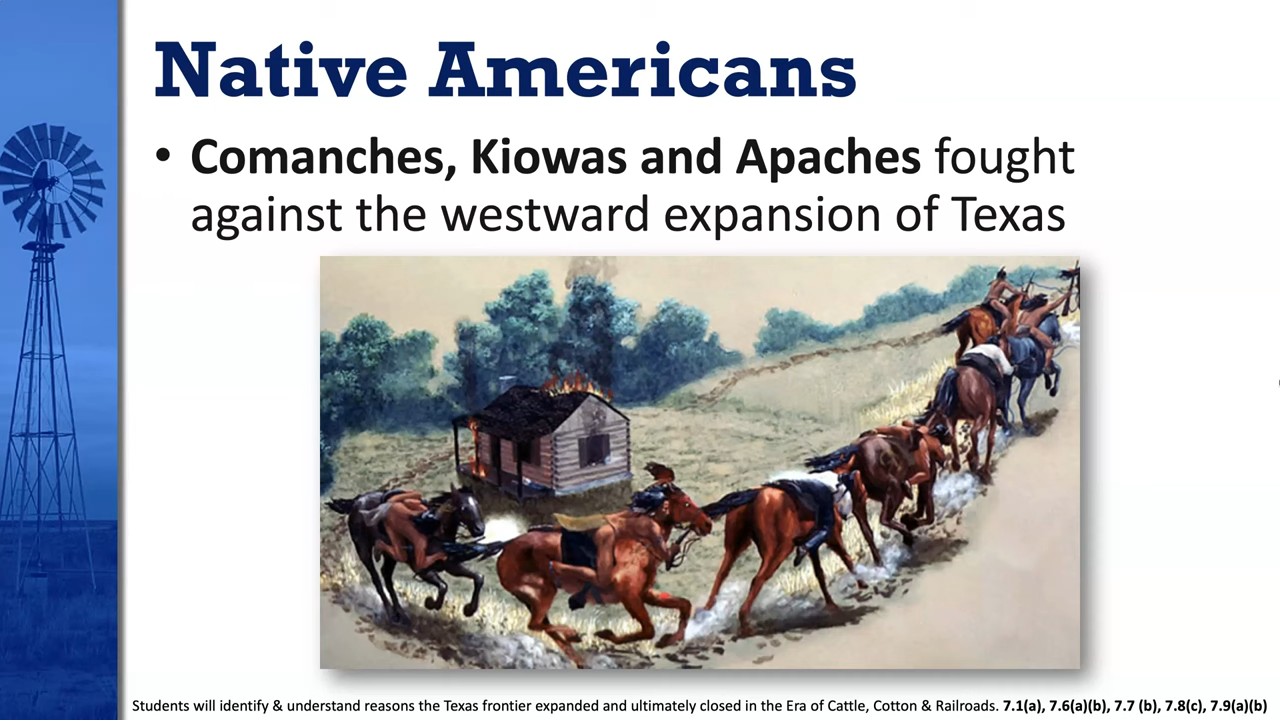 Native Americans
• Comanches, Kiowas and Apaches fought
against the westward expansion of Texas
Students will identify & understand reasons the Texas frontier expanded and ultimately closed in the Era of Cattle, Cotton & Railroads. 7.1(a), 7.6(a)(b), 7.7 (b), 7.8(c), 7.9(a)(b)